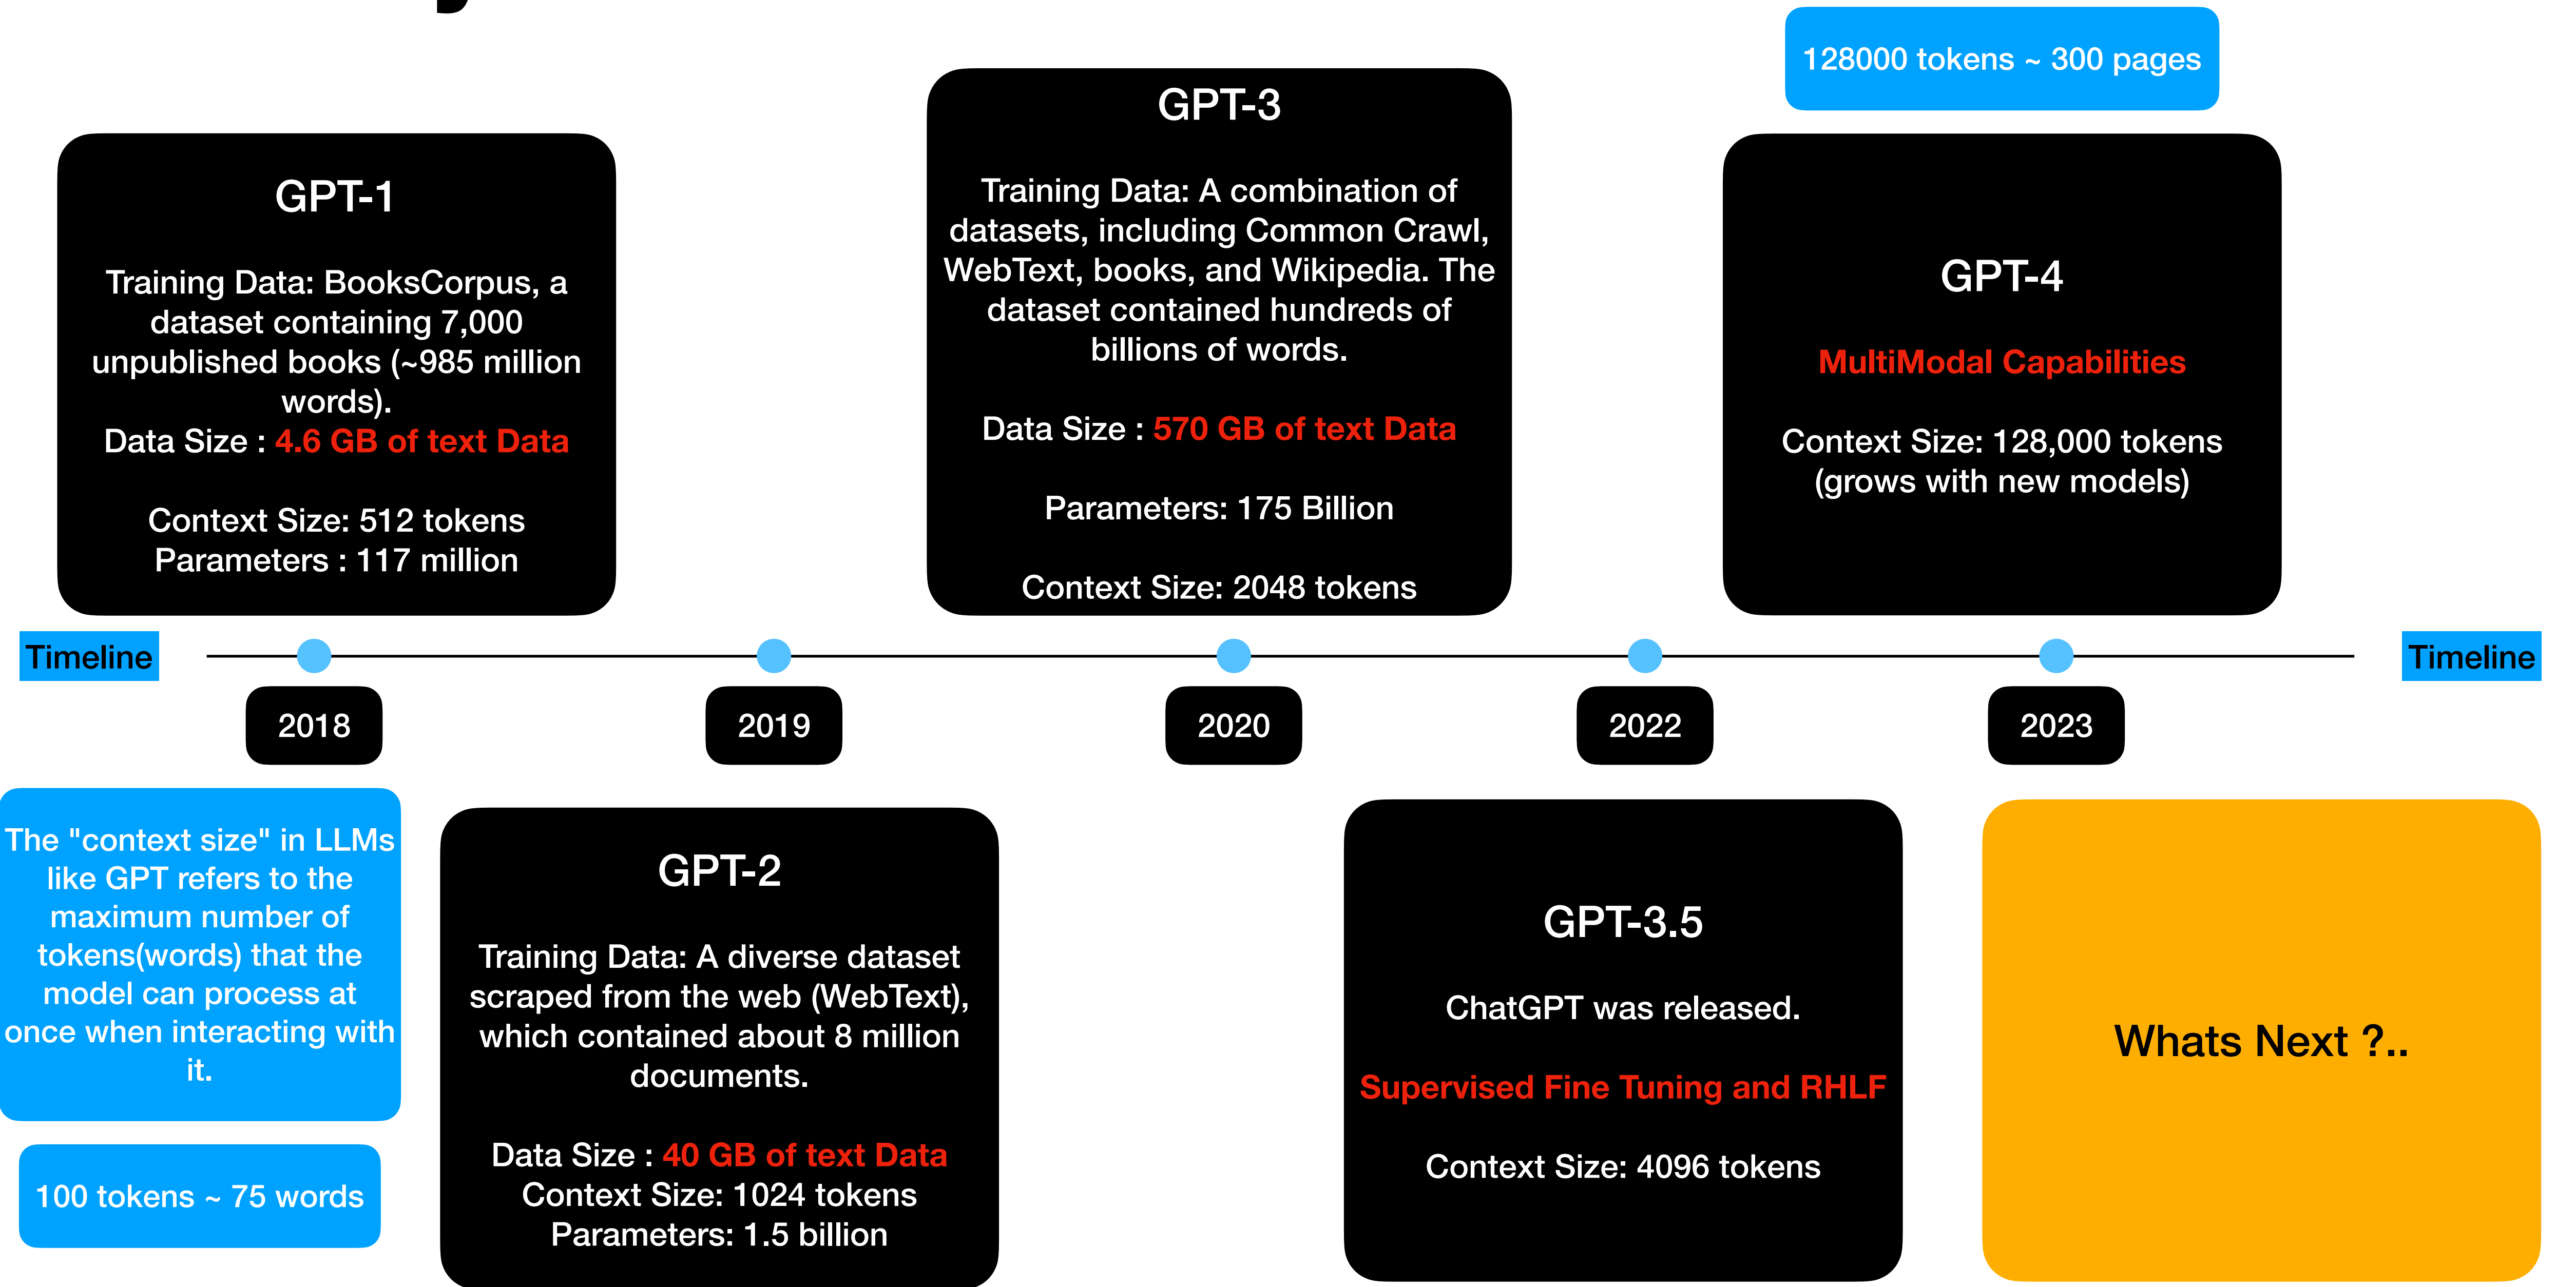 128000 tokens ~ 300 pages
GPT-1
Training Data: BooksCorpus, a
dataset containing 7,000
unpublished books (~985 million
words).
Data Size : 4.6 GB of text Data
Context Size: 512 tokens
Parameters : 117 million
GPT-3
Training Data: A combination of
datasets, including Common Crawl,
WebText, books, and Wikipedia. The
dataset contained hundreds of
billions of words.
Data Size : 570 GB of text Data
Parameters: 175 Billion
Context Size: 2048 tokens
GPT-4
MultiModal Capabilities
Context Size: 128,000 tokens
(grows with new models)
Timeline
Timeline
2018
2019
2020
2022
2023
The "context size" in LLMs
like GPT refers to the
maximum number of
tokens(words) that the
model can process at
once when interacting with
it.
100 tokens ~ 75 words
GPT-2
Training Data: A diverse dataset
scraped from the web (WebText),
which contained about 8 million
documents.
Data Size : 40 GB of text Data
Context Size: 1024 tokens
Parameters: 1.5 billion
GPT-3.5
ChatGPT was released.
Supervised Fine Tuning and RHLF
Context Size: 4096 tokens
Whats Next ?..